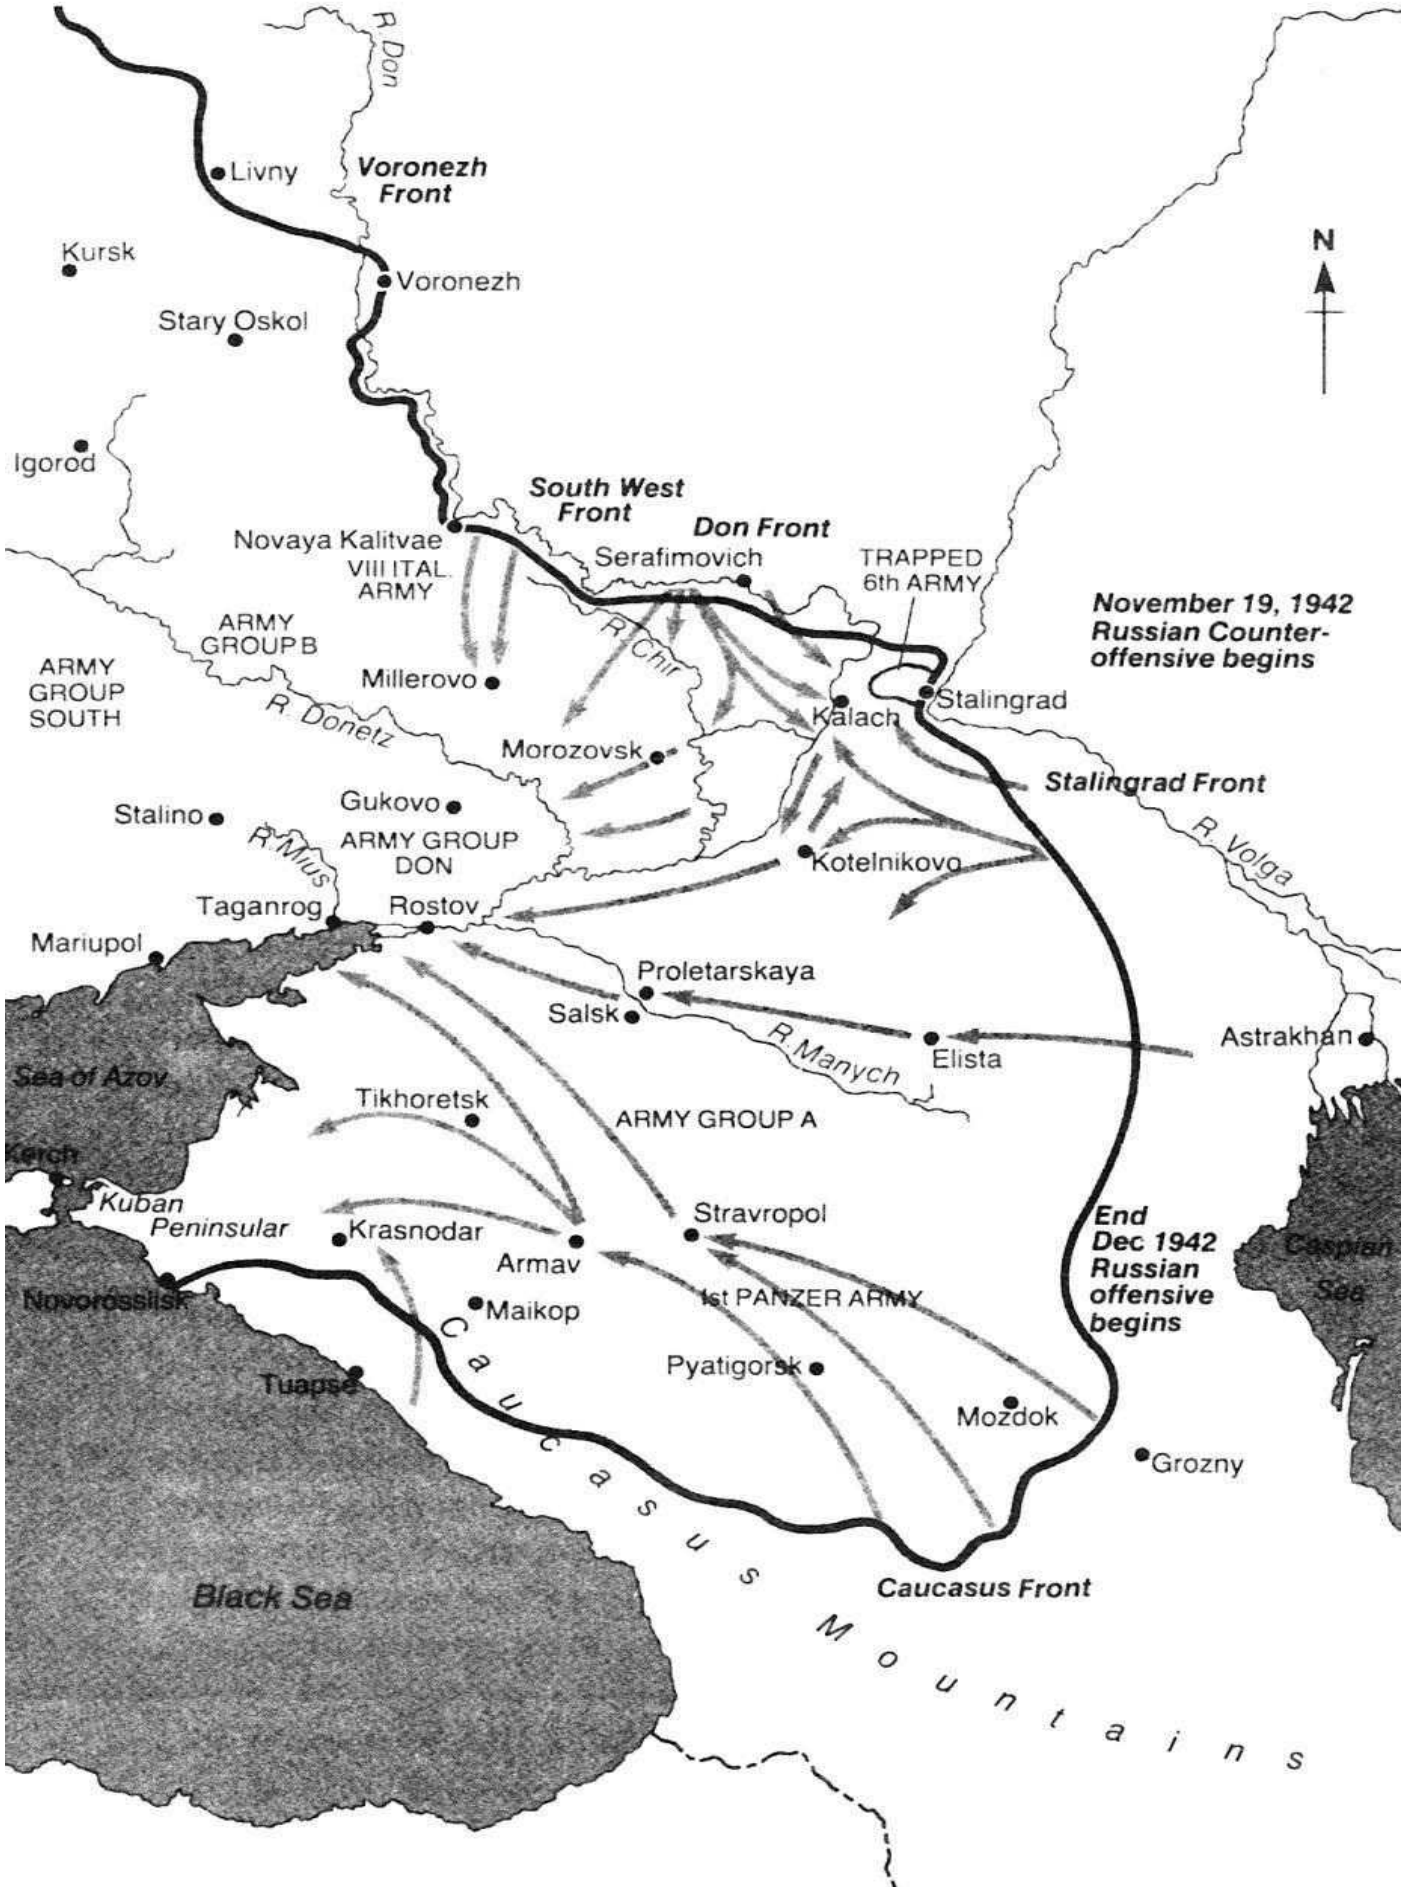 R. Don
Livny
Voronezh
Front
Kursk
Voronezh
Stary Oskol
N
Igorod
South West
Front
Don Front
Novaya Kalitvae
VIII ITAL.
ARMY
Serafimovich
TRAPPED
6th ARMY
November 19, 1942
Russian Counter-
offensive begins
ARMY
GROUP B
ARMY
GROUP
SOUTH
R. Chir
Millerovo
R. Donetz
Kalach
Stalingrad
Morozovsk
Stalingrad Front
Stalino
Gukovo
R. Mius
ARMY GROUP
DON
Kotelnikovo
R. Volga
Taganrog
Rostov
Mariupol
Proletarskaya
Salsk
R. Manych
Elista
Astrakhan
Sea of Azov
Tikhoretsk
ARMY GROUP A
Kerch
Kuban
Peninsular
Krasnodar
Armav
Stravropol
End
Dec 1942
Russian
offensive
begins
Caspian
Sea
Novorossiisk
Maikop
1st PANZER ARMY
Tuapse
Pyatigorsk
Mozdok
Grozny
Caucasus Mountains
Caucasus Front
Black Sea